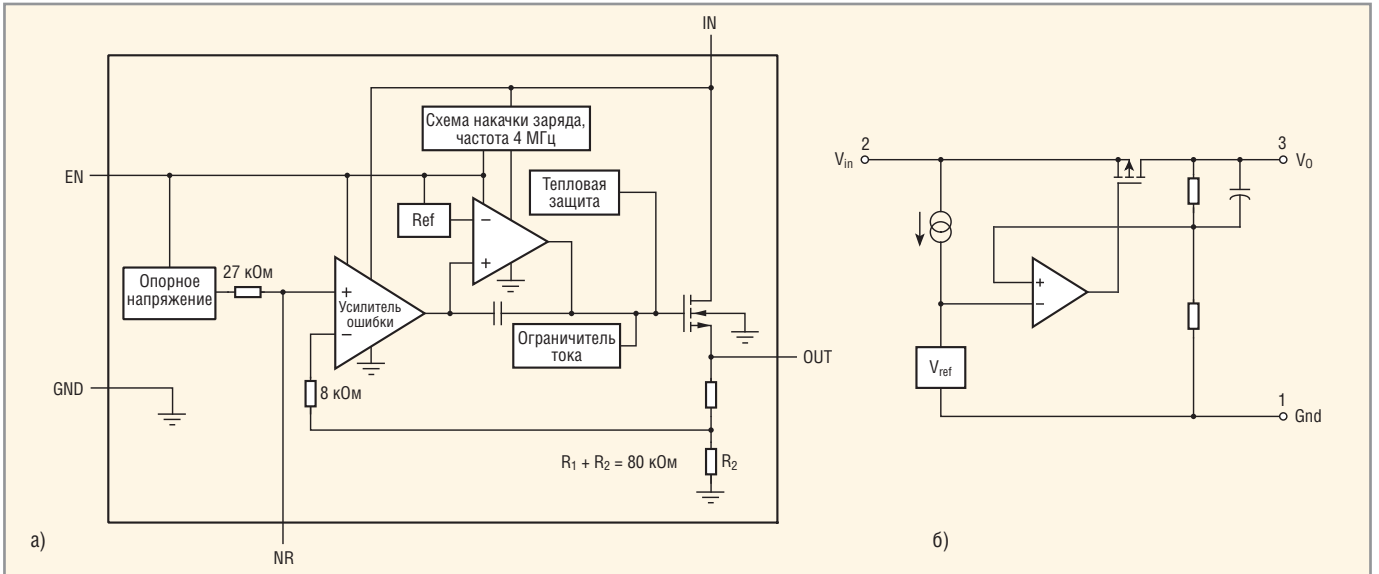 IN
Схема накачки заряда,
частота 4 МГц
EN
Тепловая
защита
Ref
−
+
Опорное
напряжение
27 кОм
+
Усилитель
ошибки
−
Ограничитель
тока
OUT
GND
8 кОм
R₁ + R₂ = 80 кОм
R₂
а)
NR
Vin
2
3
VO
+
−
Vref
1
Gnd
б)